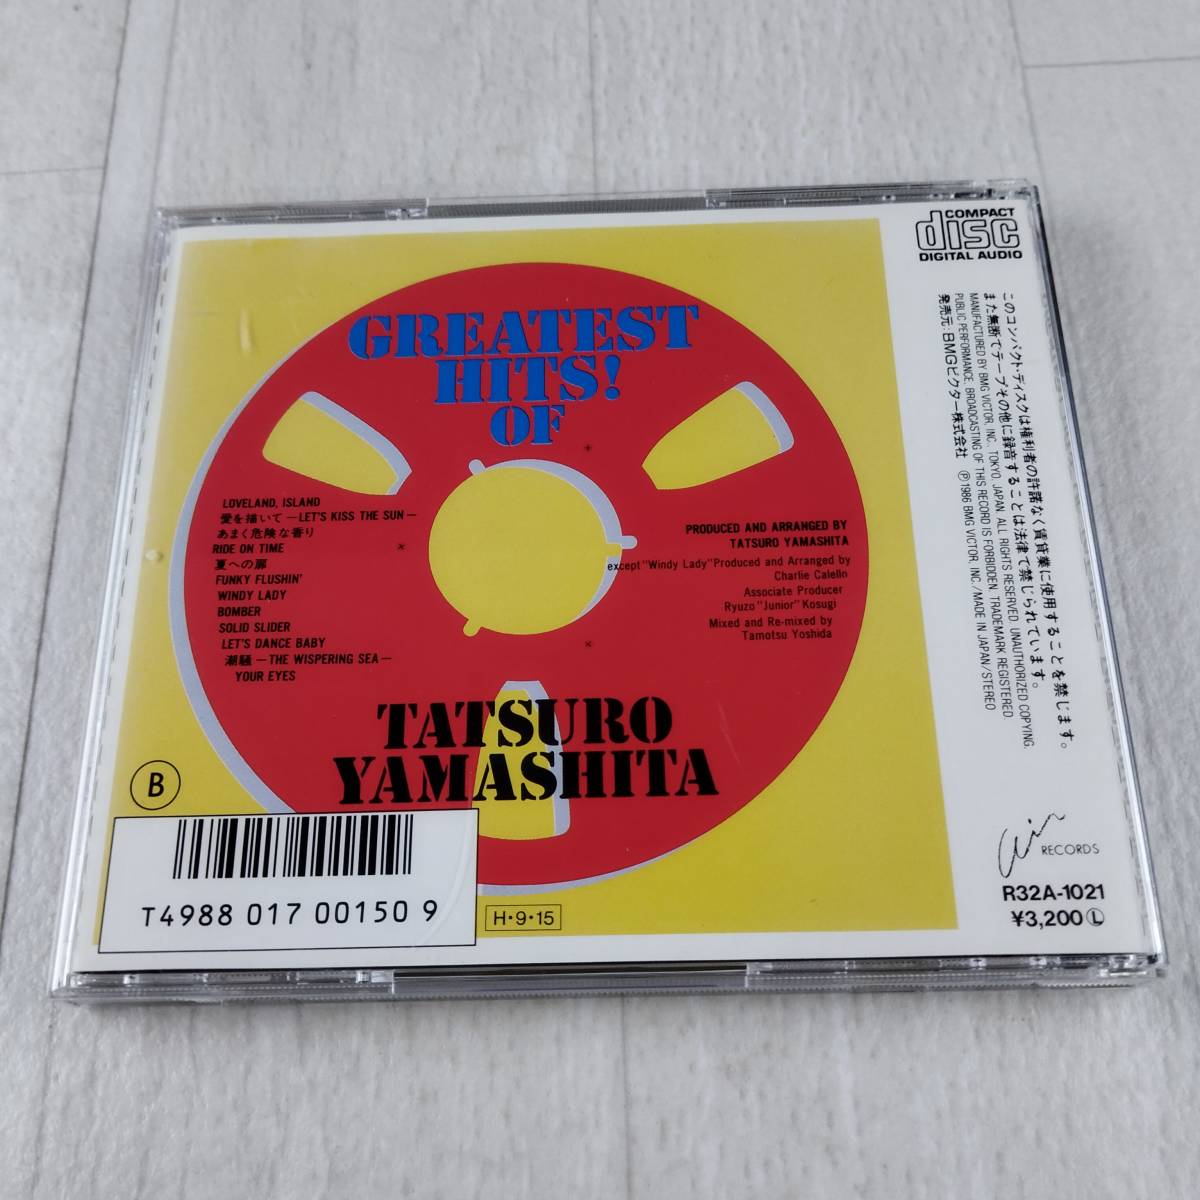 GREATEST
HITS!
OF
LOVELAND, ISLAND
愛を描いて－LET'S KISS THE SUN－
あまく危険な香り
RIDE ON TIME
夏への扉
FUNKY FLUSHIN'
WINDY LADY
BOMBER
SOLID SLIDER
LET'S DANCE BABY
潮騒－THE WISPERING SEA－
YOUR EYES
PRODUCED AND ARRANGED BY
TATSURO YAMASHITA
except "Windy Lady" Produced and Arranged by
Charlie Calello
Associate Producer
Ryuzo "Junior" Kosugi
Mixed and Re-mixed by
Tamotsu Yoshida
TATSURO
YAMASHITA
B
T4988 017 00150 9
H・9・15
COMPACT
disc
DIGITAL AUDIO
このコンパクト・ディスクは権利者の許諾なく賃貸業に使用することを禁じます。
また無断でテープその他に録音することは法律で禁じられています。
MANUFACTURED BY BMG VICTOR, INC., TOKYO, JAPAN. ALL RIGHTS RESERVED. UNAUTHORIZED COPYING,
PUBLIC PERFORMANCE, BROADCASTING OF THIS RECORD IS FORBIDDEN. TRADEMARK REGISTERED.
発売元：BMGビクター株式会社 Ⓟ1986 BMG VICTOR, INC./MADE IN JAPAN/STEREO
Air RECORDS
R32A-1021
¥3,200Ⓛ